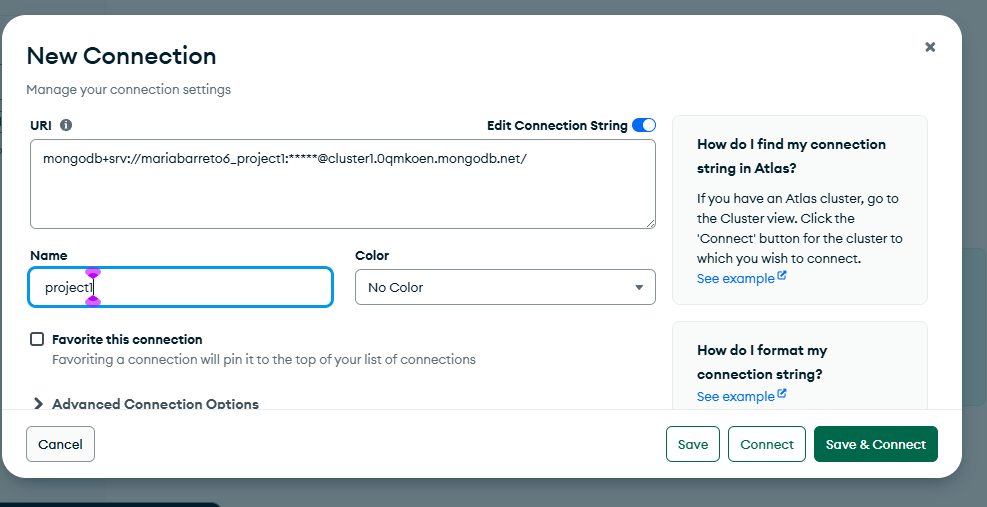 New Connection
Manage your connection settings
URI
Edit Connection String
mongodb+srv://mariabarreto6_project1:*****@cluster1.0qmkoen.mongodb.net/
Name
Color
project1
No Color
Favorite this connection
Favoriting a connection will pin it to the top of your list of connections
Advanced Connection Options
How do I find my connection
string in Atlas?
If you have an Atlas cluster, go to
the Cluster view. Click the
'Connect' button for the cluster to
which you wish to connect.
See example
How do I format my
connection string?
See example
Cancel
Save
Connect
Save & Connect